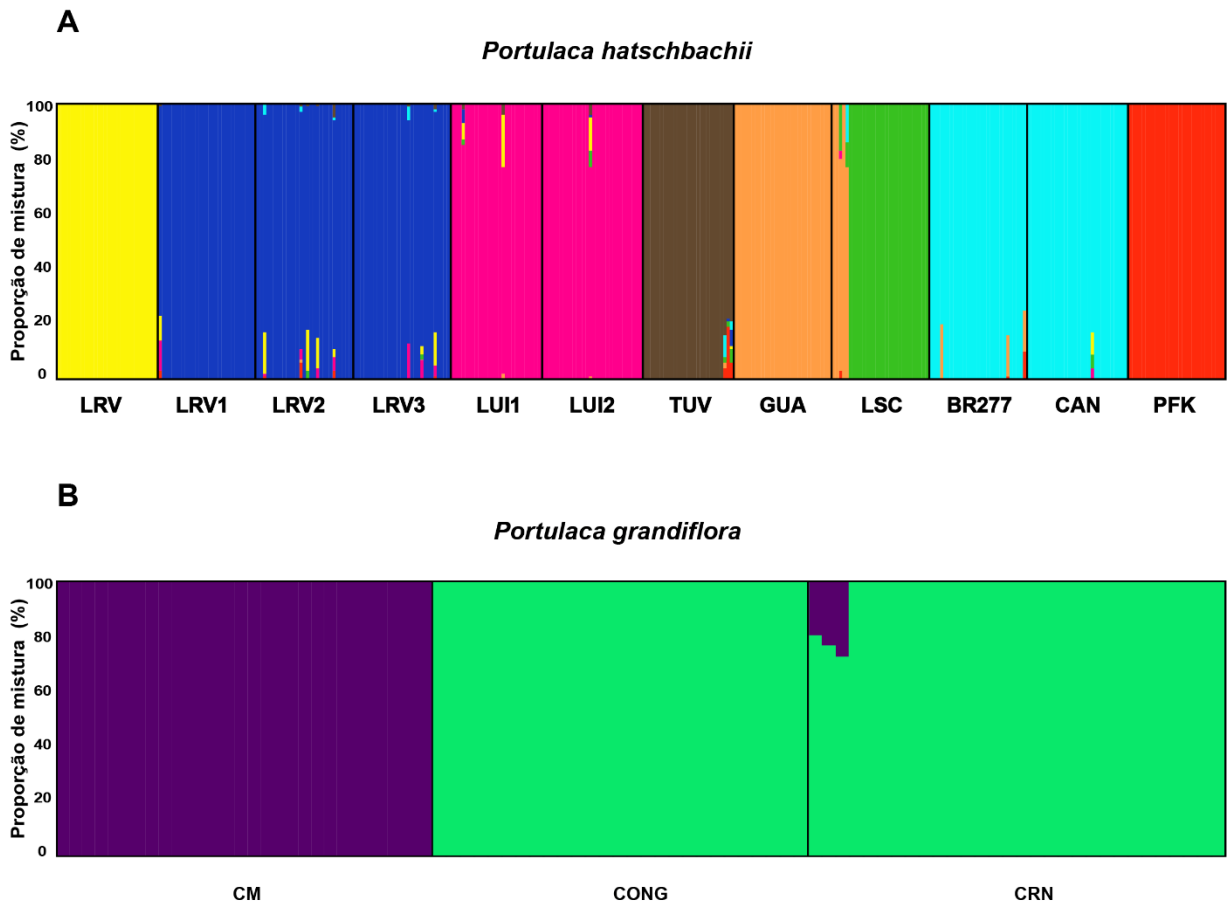 A
Portulaca hatschbachii
Proporção de mistura (%)
100
80
60
40
20
0
LRV LRV1 LRV2 LRV3 LUI1 LUI2 TUV GUA LSC BR277 CAN PFK
B
Portulaca grandiflora
Proporção de mistura (%)
100
80
60
40
20
0
CM CONG CRN